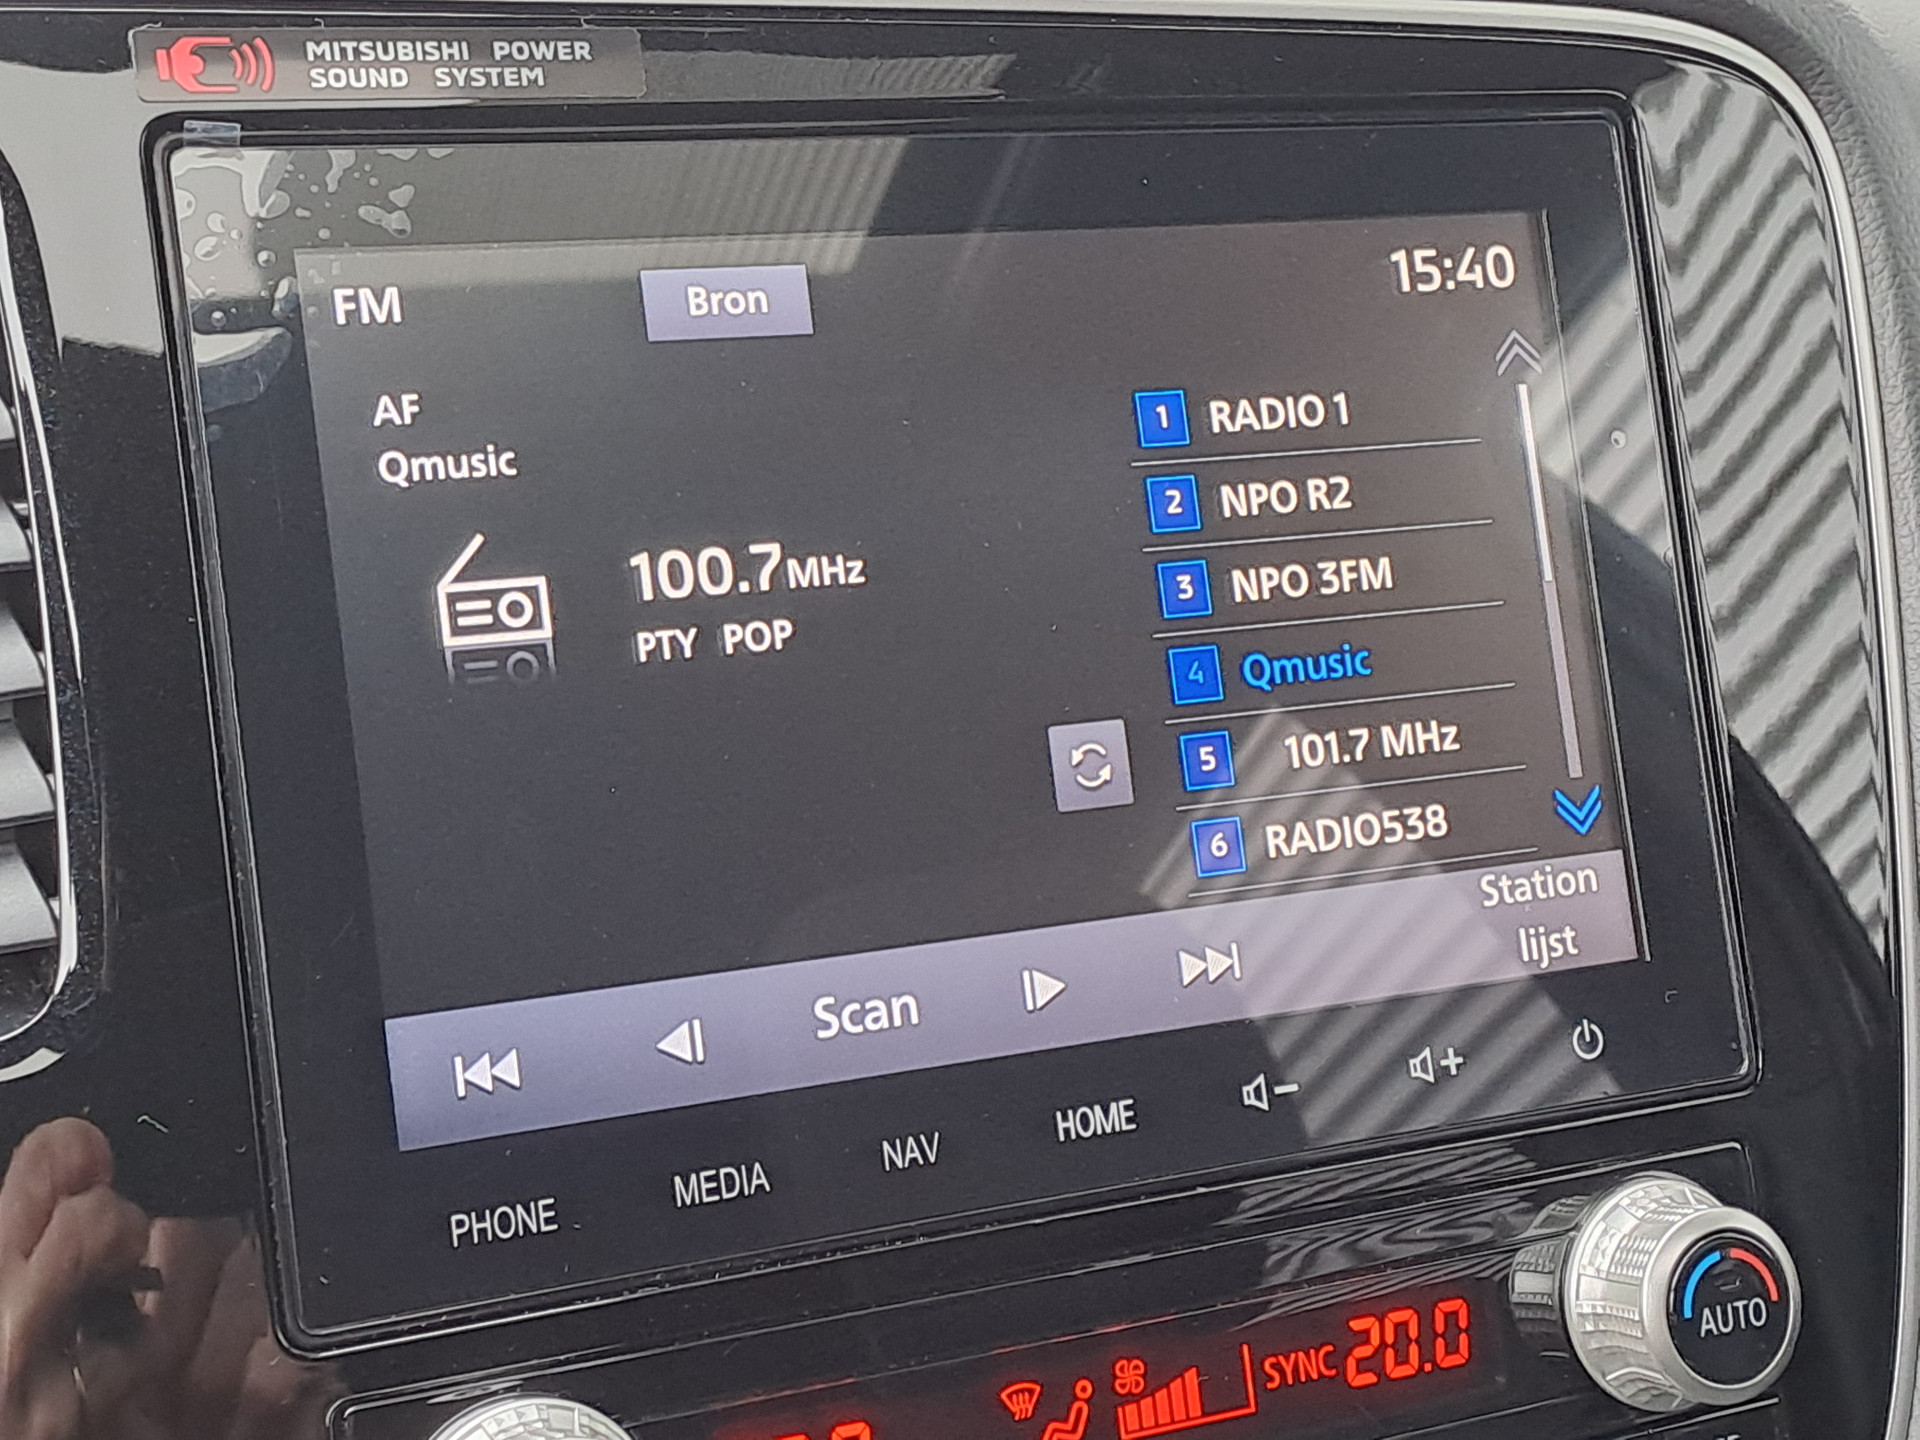 MITSUBISHI POWER
SOUND SYSTEM
FM
Bron
15:40
AF
Qmusic
100.7MHz
PTY POP
1 RADIO 1
2 NPO R2
3 NPO 3FM
4 Qmusic
5 101.7 MHz
6 RADIO538
Station
lijst
Scan
PHONE
MEDIA
NAV
HOME
SYNC 20.0
AUTO